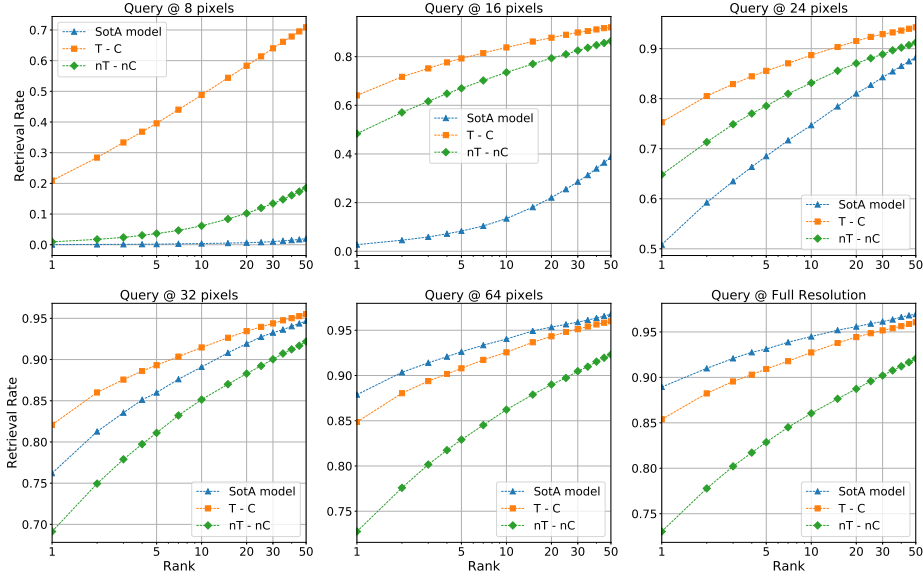 Query @ 8 pixels
Retrieval Rate
0.7
0.6
0.5
0.4
0.3
0.2
0.1
0.0
1
5
10
20
30
50
SotA model
T - C
nT - nC
Query @ 16 pixels
0.8
0.6
0.4
0.2
0.0
1
5
10
20
30
50
SotA model
T - C
nT - nC
Query @ 24 pixels
0.9
0.8
0.7
0.6
0.5
1
5
10
20
30
50
SotA model
T - C
nT - nC
Query @ 32 pixels
Retrieval Rate
0.95
0.90
0.85
0.80
0.75
0.70
1
5
10
20
30
50
Rank
SotA model
T - C
nT - nC
Query @ 64 pixels
0.95
0.90
0.85
0.80
0.75
1
5
10
20
30
50
Rank
SotA model
T - C
nT - nC
Query @ Full Resolution
0.95
0.90
0.85
0.80
0.75
1
5
10
20
30
50
Rank
SotA model
T - C
nT - nC